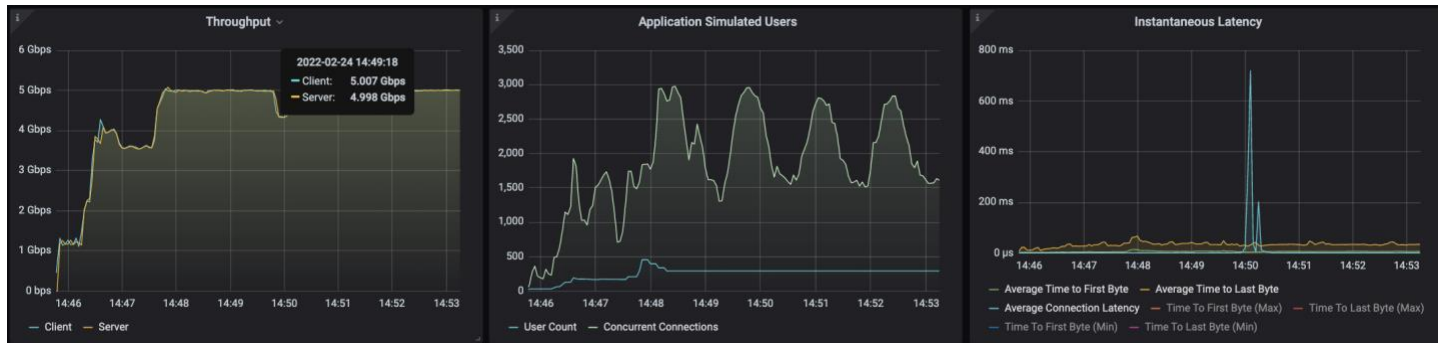 Throughput
6 Gbps
5 Gbps
4 Gbps
3 Gbps
2 Gbps
1 Gbps
0 bps
2022-02-24 14:49:18
Client: 5.007 Gbps
Server: 4.998 Gbps
14:46 14:47 14:48 14:49 14:50 14:51 14:52 14:53
Client Server
Application Simulated Users
3,500
3,000
2,500
2,000
1,500
1,000
500
0
14:46 14:47 14:48 14:49 14:50 14:51 14:52 14:53
User Count Concurrent Connections
Instantaneous Latency
800 ms
600 ms
400 ms
200 ms
0 µs
14:46 14:47 14:48 14:49 14:50 14:51 14:52 14:53
Average Time to First Byte Average Time to Last Byte
Average Connection Latency Time To First Byte (Max) Time To Last Byte (Max)
Time To First Byte (Min) Time To Last Byte (Min)